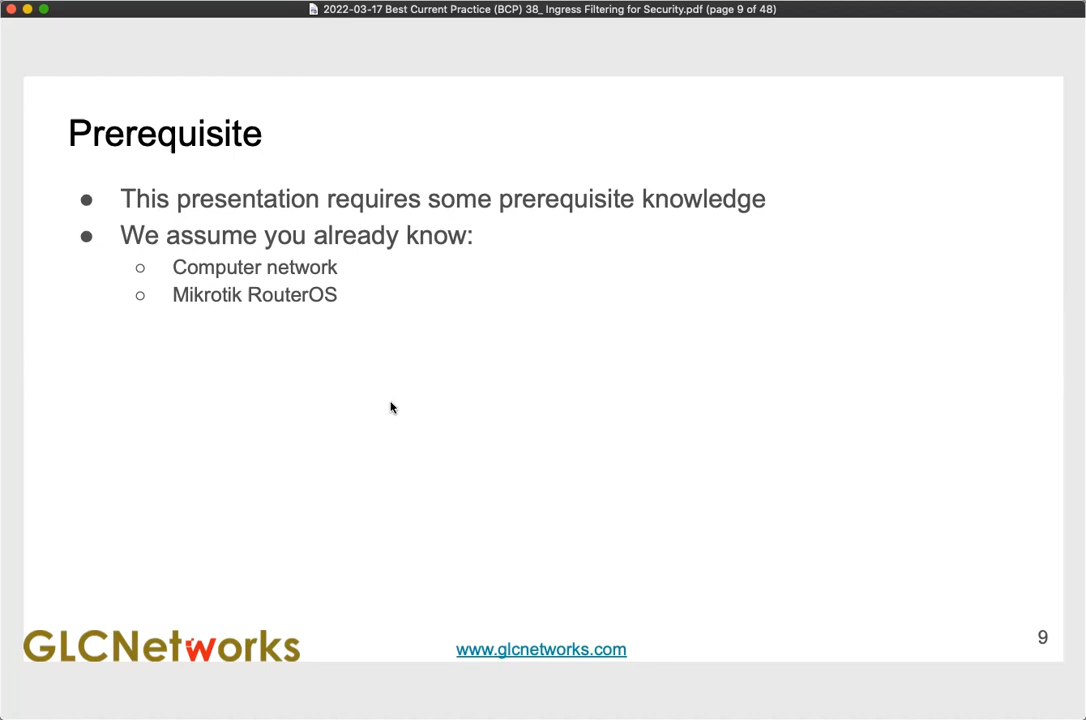 2022-03-17 Best Current Practice (BCP) 38_ Ingress Filtering for Security.pdf (page 9 of 48)
Prerequisite
● This presentation requires some prerequisite knowledge
● We assume you already know:
○ Computer network
○ Mikrotik RouterOS
GLCNetworks
www.glcnetworks.com
9